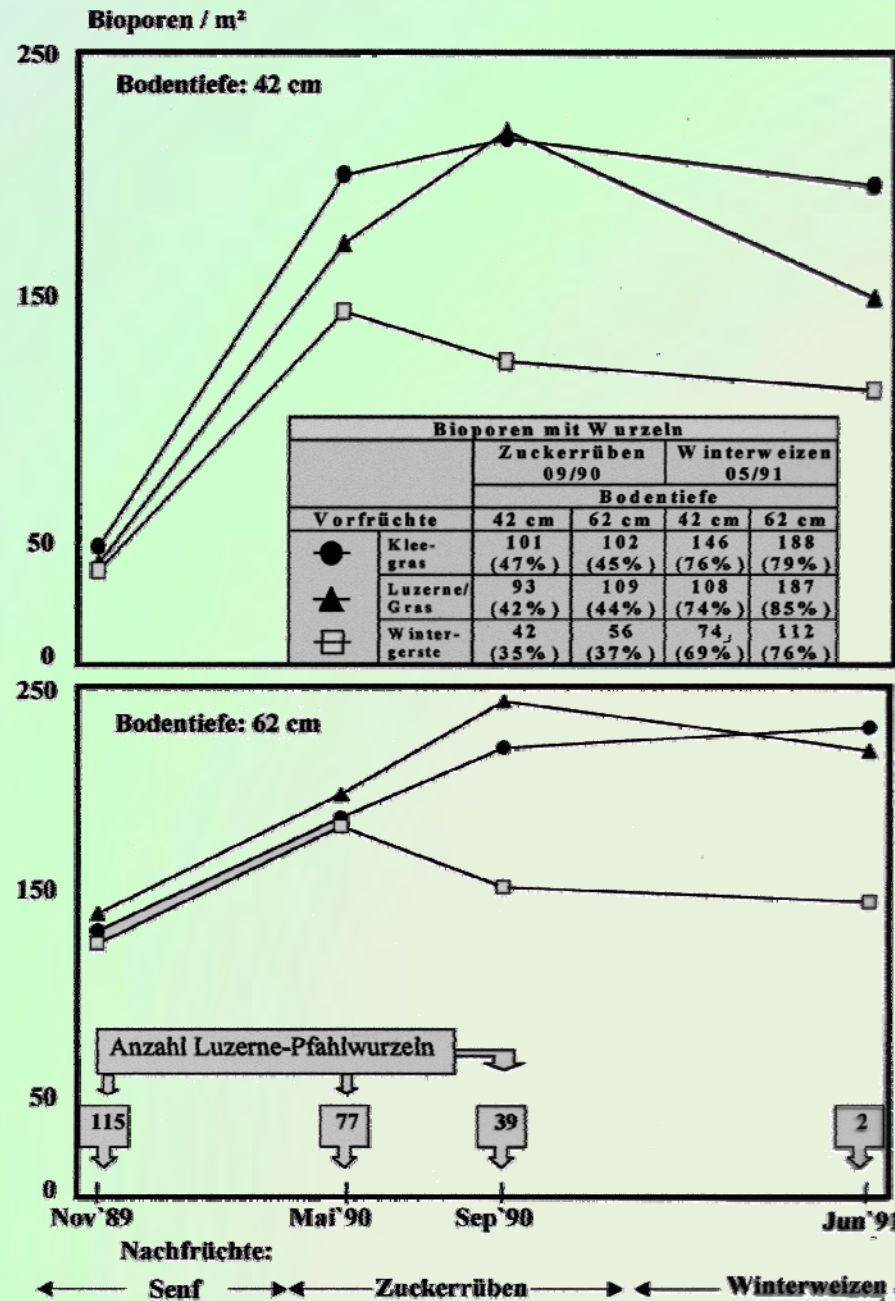 Bioporen / m²
250
Bodentiefe: 42 cm
150
50
0
Bioporen mit Wurzeln
Zuckerrüben Winterweizen
09/90 05/91
Bodentiefe
Vorfrüchte 42 cm 62 cm 42 cm 62 cm
Klee- 101 102 146 188
gras (47%) (45%) (76%) (79%)
Luzerne/ 93 109 108 187
Gras (42%) (44%) (74%) (85%)
Winter- 42 56 74 112
gerste (35%) (37%) (69%) (76%)
250
Bodentiefe: 62 cm
150
Anzahl Luzerne-Pfahlwurzeln
50
115 77 39 2
0
Nov'89 Mai'90 Sep'90 Jun'91
Nachfrüchte:
Senf Zuckerrüben Winterweizen